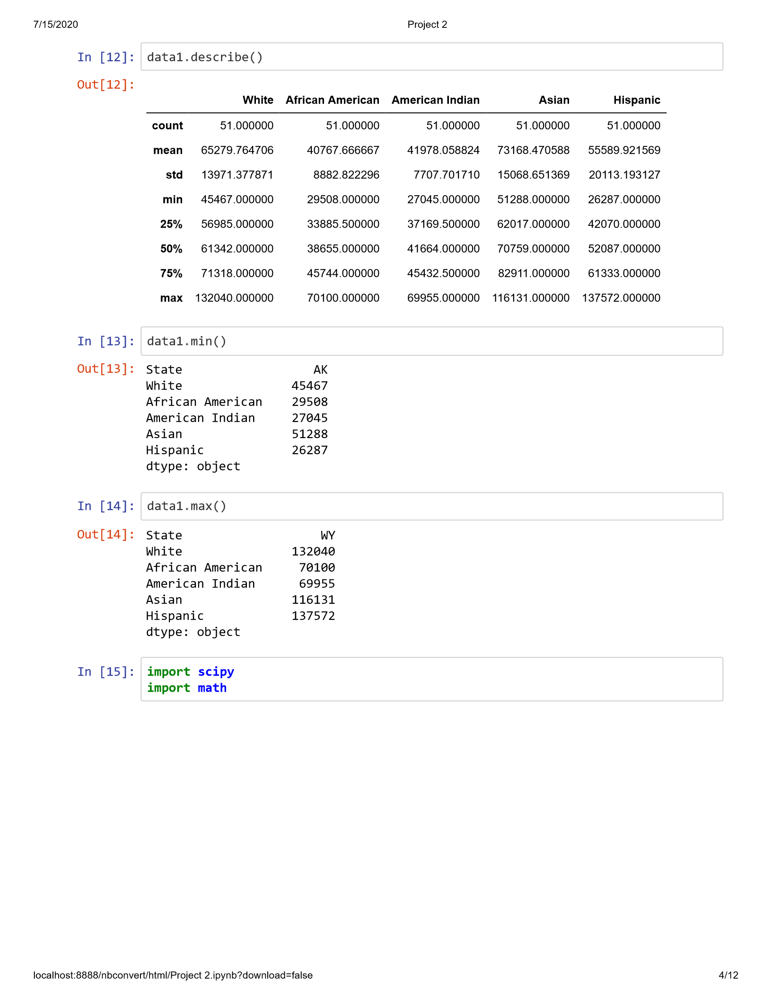 7/15/2020 Project 2
In [12]: data1.describe()
Out[12]:
White African American American Indian Asian Hispanic
count 51.000000 51.000000 51.000000 51.000000 51.000000
mean 65279.764706 40767.666667 41978.058824 73168.470588 55589.921569
std 13971.377871 8882.822296 7707.701710 15068.651369 20113.193127
min 45467.000000 29508.000000 27045.000000 51288.000000 26287.000000
25% 56985.000000 33885.500000 37169.500000 62017.000000 42070.000000
50% 61342.000000 38655.000000 41664.000000 70759.000000 52087.000000
75% 71318.000000 45744.000000 45432.500000 82911.000000 61333.000000
max 132040.000000 70100.000000 69955.000000 116131.000000 137572.000000
In [13]: data1.min()
Out[13]: State AK
White 45467
African American 29508
American Indian 27045
Asian 51288
Hispanic 26287
dtype: object
In [14]: data1.max()
Out[14]: State WY
White 132040
African American 70100
American Indian 69955
Asian 116131
Hispanic 137572
dtype: object
In [15]: import scipy
import math
localhost:8888/nbconvert/html/Project 2.ipynb?download=false 4/12